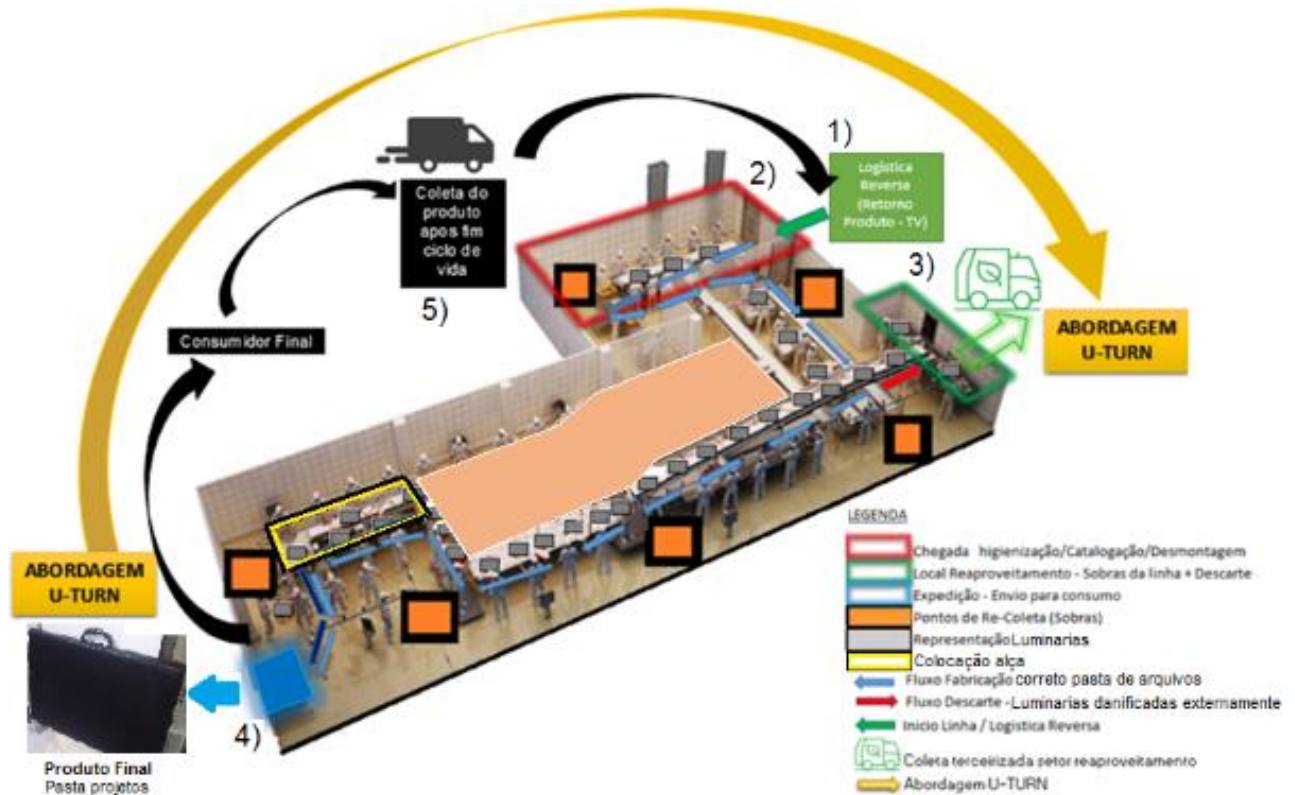 1)
Logística
Reversa
(Retorno
Produto - TV)
2)
3)
Coleta do
produto
apos fim
ciclo de
vida
5)
ABORDAGEM
U-TURN
Consumidor Final
ABORDAGEM
U-TURN
4)
Produto Final
Pasta projetos
LEGENDA
Chegada higienização/Catalogação/Desmontagem
Local Reaproveitamento - Sobras da linha + Descarte
Expedição - Envio para consumo
Pontos de Re-Coleta (Sobras)
Representação Luminarias
Colocação alça
Fluxo Fabricação correto pasta de arquivos
Fluxo Descarte - Luminarias danificadas externamente
Inicio Linha / Logistica Reversa
Coleta terceirizada setor reaproveitamento
Abordagem U-TURN